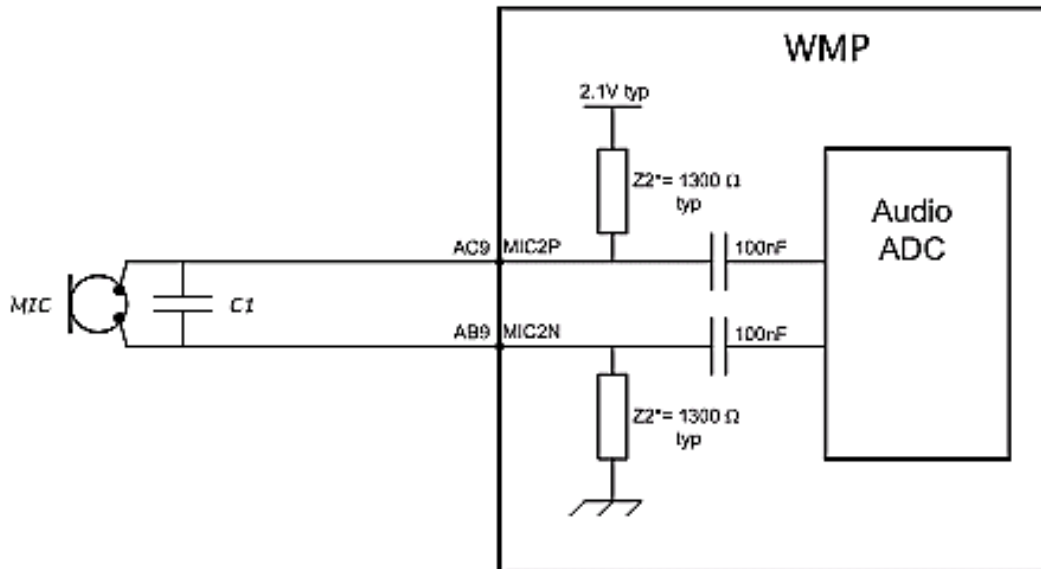 WMP
2.1V typ
Z2*= 1300 Ω
typ
Audio
ADC
AC9
MIC2P
100nF
MIC
C1
AB9
MIC2N
100nF
Z2*= 1300 Ω
typ